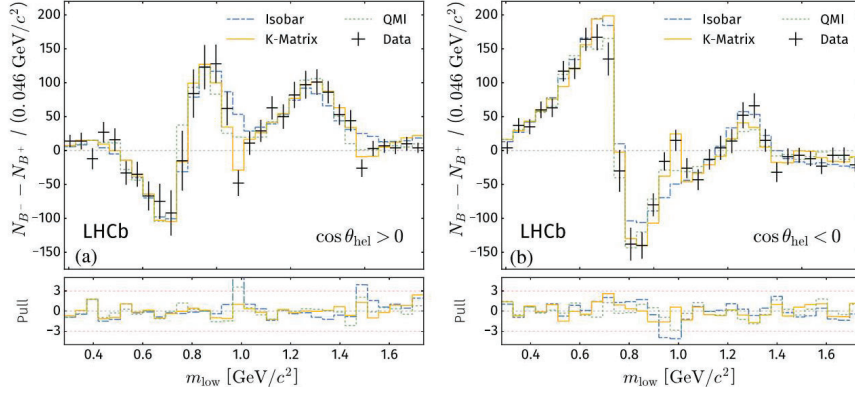 N_{B^-} − N_{B^+} / (0.046 GeV/c²)
200
150
100
50
0
−50
−100
−150
Isobar
QMI
K-Matrix
Data
LHCb
(a)
cos θ_hel > 0
Pull
3
0
−3
0.4 0.6 0.8 1.0 1.2 1.4 1.6
m_low [GeV/c²]
N_{B^-} − N_{B^+} / (0.046 GeV/c²)
200
150
100
50
0
−50
−100
−150
Isobar
QMI
K-Matrix
Data
LHCb
(b)
cos θ_hel < 0
Pull
3
0
−3
0.4 0.6 0.8 1.0 1.2 1.4 1.6
m_low [GeV/c²]